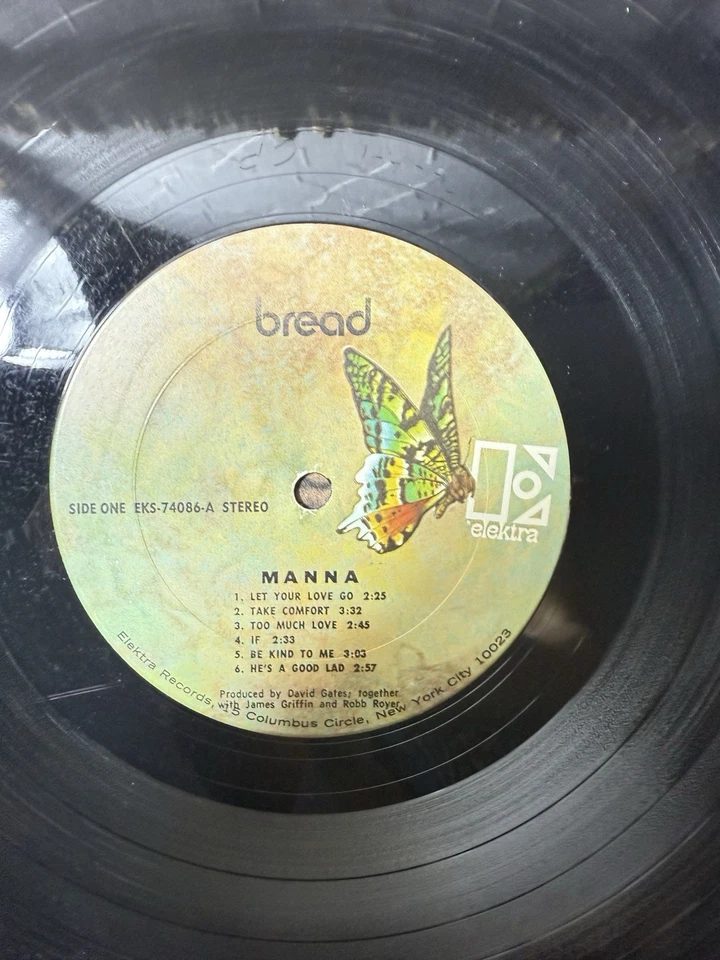 bread
elektra
SIDE ONE EKS-74086-A STEREO
MANNA
1. LET YOUR LOVE GO 2:25
2. TAKE COMFORT 3:32
3. TOO MUCH LOVE 2:45
4. IF 2:33
5. BE KIND TO ME 3:03
6. HE'S A GOOD LAD 2:57
Produced by David Gates; together
with James Griffin and Robb Royer
Elektra Records, 15 Columbus Circle, New York City 10023